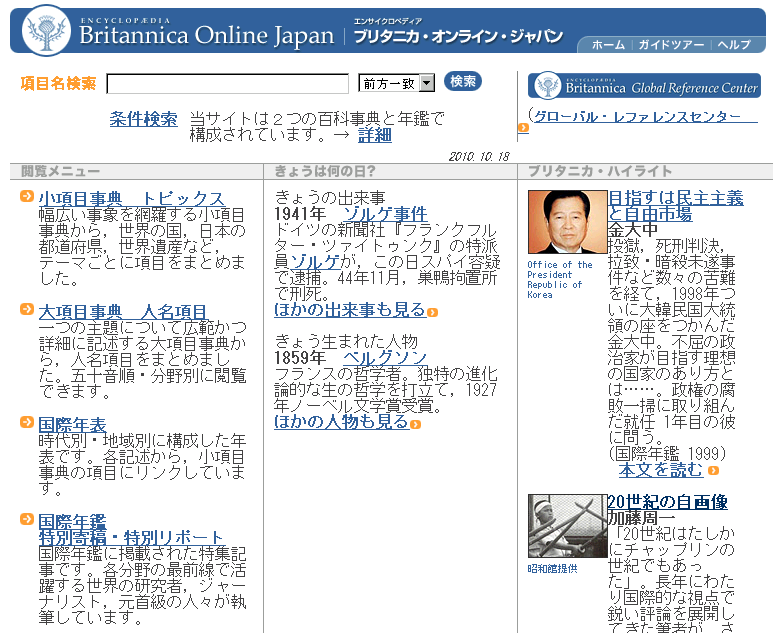 ENCYCLOPÆDIA
Britannica Online Japan
エンサイクロペディア
ブリタニカ・オンライン・ジャパン
ホーム | ガイドツアー | ヘルプ
項目名検索
前方一致
検索
条件検索 当サイトは２つの百科事典と年鑑で
構成されています。→ 詳細
ENCYCLOPÆDIA
Britannica Global Reference Center
(グローバル・レファレンスセンター
2010.10.18
閲覧メニュー
小項目事典 トピックス
幅広い事象を網羅する小項目
事典から，世界の国，日本の
都道府県，世界遺産など，
テーマごとに項目をまとめま
した。
大項目事典 人名項目
一つの主題について広範かつ
詳細に記述する大項目事典か
ら，人名項目をまとめまし
た。五十音順・分野別に閲覧
できます。
国際年表
時代別・地域別に構成した年
表です。各記述から，小項目
事典の項目にリンクしていま
す。
国際年鑑
特別寄稿・特別リポート
国際年鑑に掲載された特集記
事です。各分野の最前線で活
躍する世界の研究者，ジャー
ナリスト，元首級の人々が執
筆しています。
きょうは何の日?
きょうの出来事
1941年 ゾルゲ事件
ドイツの新聞社『フランクフル
ター・ツァイトゥンク』の特派
員ゾルゲが，この日スパイ容疑
で逮捕。44年11月，巣鴨拘置所
で刑死。
ほかの出来事も見る
きょう生まれた人物
1859年 ベルグソン
フランスの哲学者。独特の進化
論的な生の哲学を打立て，1927
年ノーベル文学賞受賞。
ほかの人物も見る
ブリタニカ・ハイライト
目指すは民主主義
と自由市場
金大中
投獄，死刑判決，
拉致・暗殺未遂事
件など数々の苦難
を経て，1998年つ
いに大韓民国大統
領の座をつかんだ
金大中。不屈の政
治家が目指す理想
の国家のあり方と
は……。政権の腐
敗一掃に取り組ん
だ就任 1年目の彼
に問う。
(国際年鑑 1999)
本文を読む
Office of the
President
Republic of
Korea
20世紀の自画像
加藤周一
「20世紀はたしか
にチャップリンの
世紀でもあっ
た」。長年にわた
り国際的な視点で
鋭い評論を展開し
てきた筆者が，さ
昭和館提供